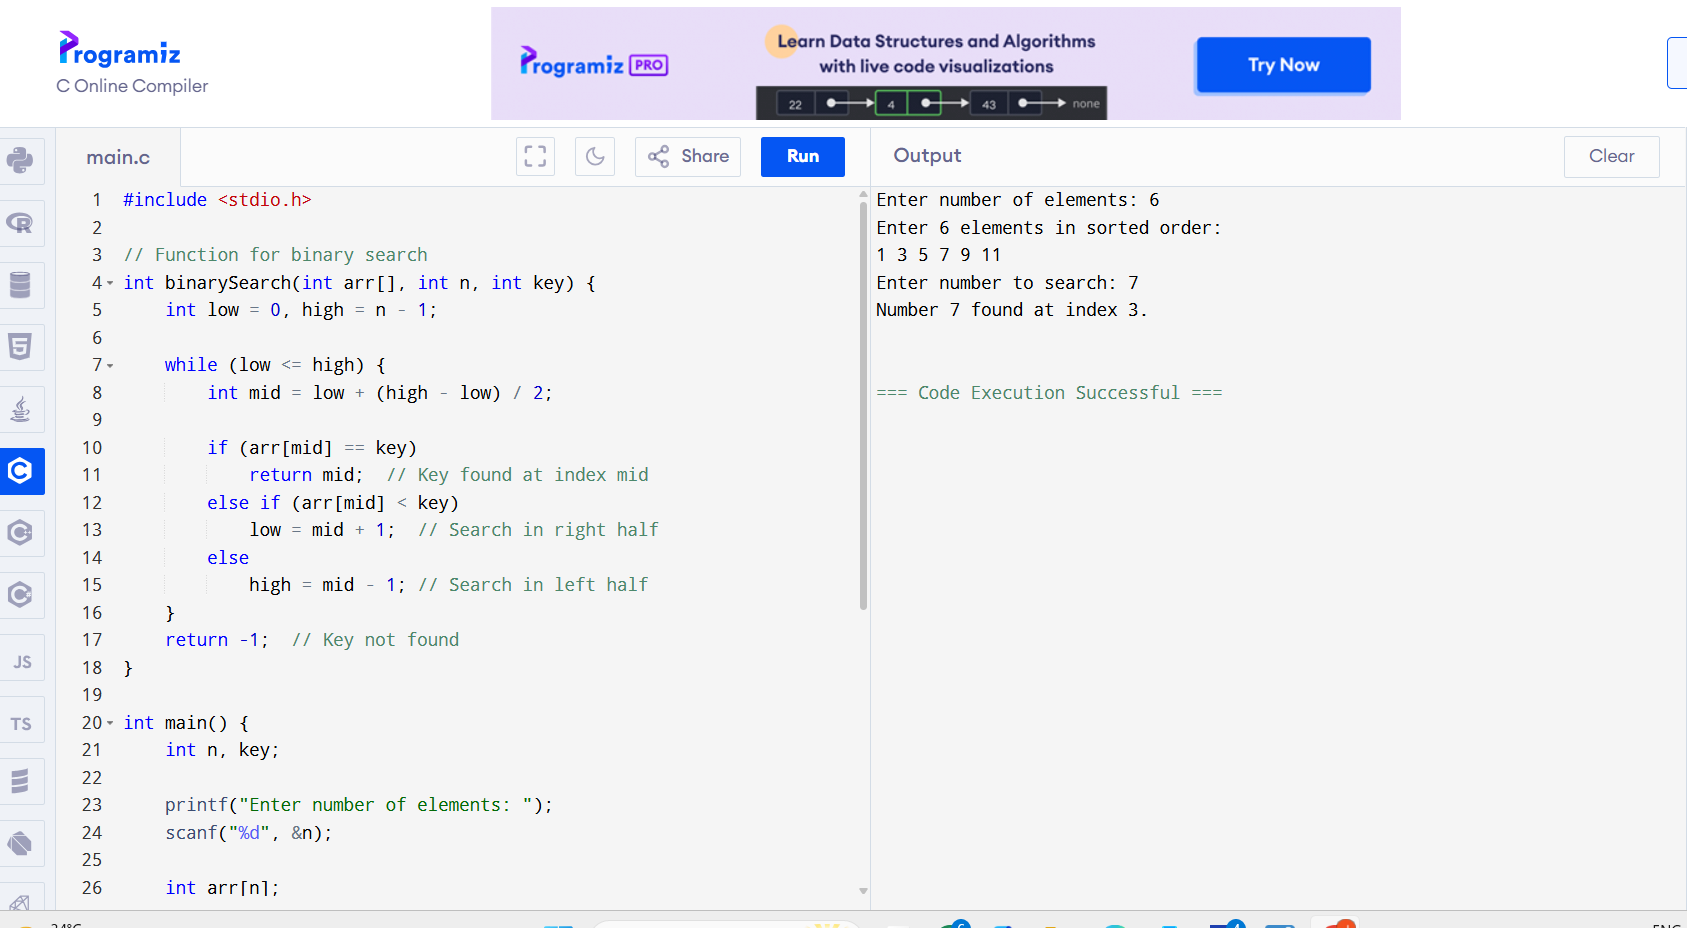 Programiz
C Online Compiler
Programiz PRO
Learn Data Structures and Algorithms
with live code visualizations
22 4 43 none
Try Now
main.c
Share
Run
Output
Clear
JS
TS
1 #include <stdio.h>
2
3 // Function for binary search
4 int binarySearch(int arr[], int n, int key) {
5     int low = 0, high = n - 1;
6
7     while (low <= high) {
8         int mid = low + (high - low) / 2;
9
10         if (arr[mid] == key)
11             return mid;  // Key found at index mid
12         else if (arr[mid] < key)
13             low = mid + 1;  // Search in right half
14         else
15             high = mid - 1; // Search in left half
16     }
17     return -1;  // Key not found
18 }
19
20 int main() {
21     int n, key;
22
23     printf("Enter number of elements: ");
24     scanf("%d", &n);
25
26     int arr[n];
Enter number of elements: 6
Enter 6 elements in sorted order:
1 3 5 7 9 11
Enter number to search: 7
Number 7 found at index 3.
=== Code Execution Successful ===